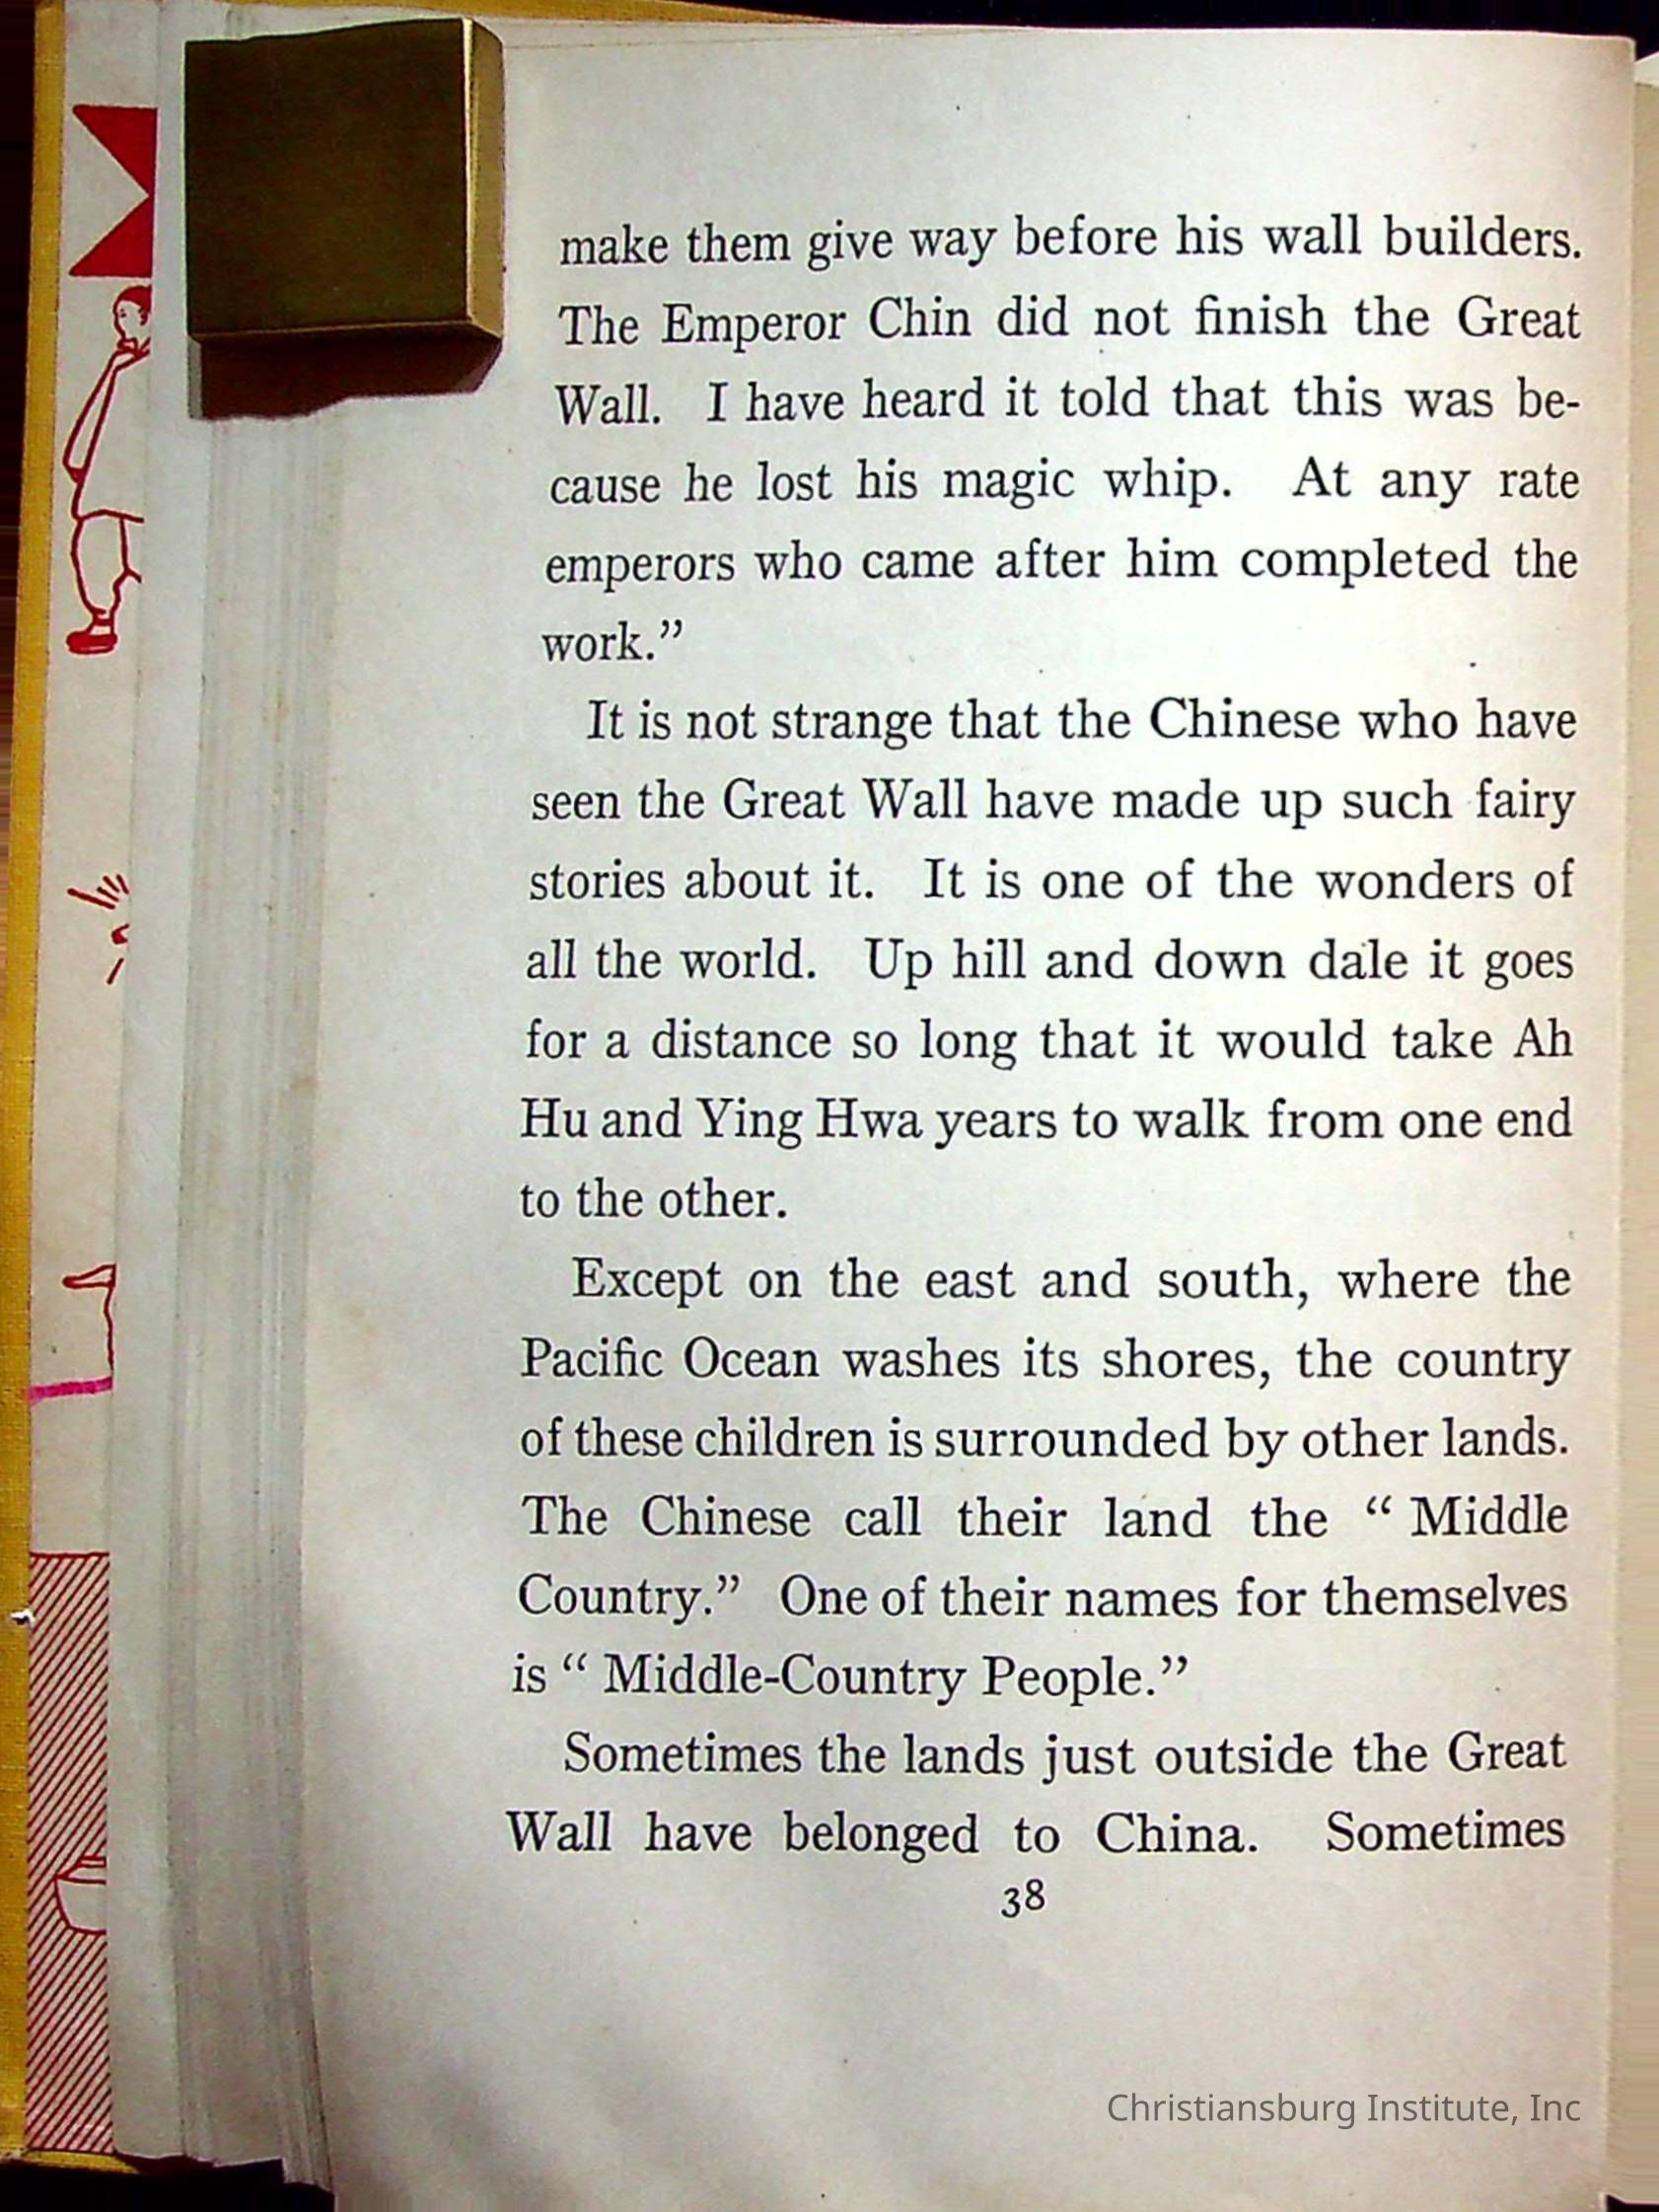 make them give way before his wall builders.
The Emperor Chin did not finish the Great
Wall. I have heard it told that this was be-
cause he lost his magic whip. At any rate
emperors who came after him completed the
work.”
It is not strange that the Chinese who have
seen the Great Wall have made up such fairy
stories about it. It is one of the wonders of
all the world. Up hill and down dale it goes
for a distance so long that it would take Ah
Hu and Ying Hwa years to walk from one end
to the other.
Except on the east and south, where the
Pacific Ocean washes its shores, the country
of these children is surrounded by other lands.
The Chinese call their land the “ Middle
Country.” One of their names for themselves
is “ Middle-Country People.”
Sometimes the lands just outside the Great
Wall have belonged to China. Sometimes
38
Christiansburg Institute, Inc